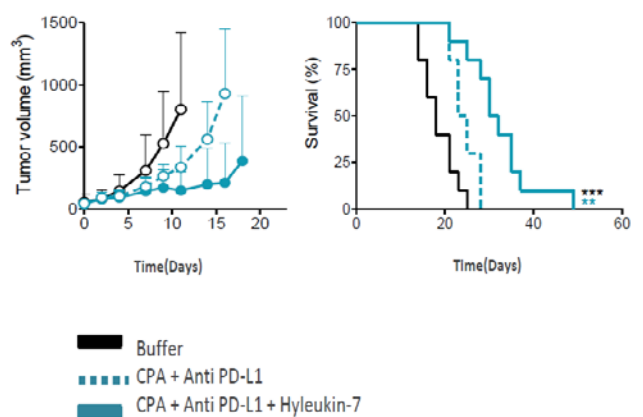 Tumor volume (mm³)
1500
1000
500
0
0 5 10 15 20
Time(Days)
Survival (%)
100
75
50
25
0
0 20 40 60
***
**
Time(Days)
Buffer
CPA + Anti PD-L1
CPA + Anti PD-L1 + Hyleukin-7